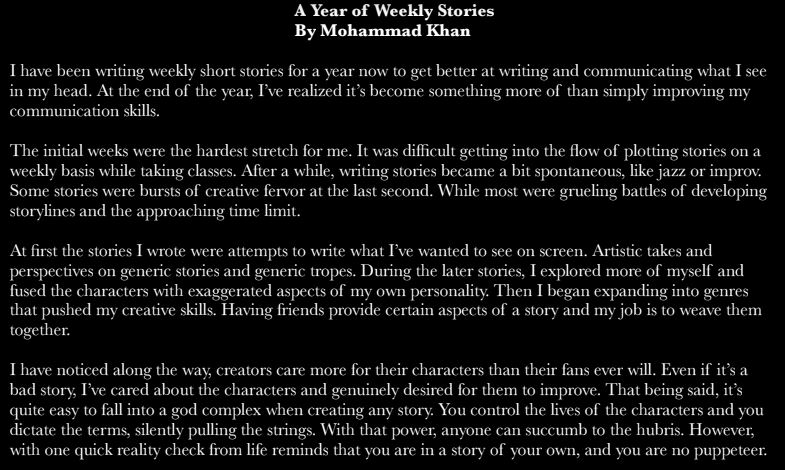 A Year of Weekly Stories
By Mohammad Khan
I have been writing weekly short stories for a year now to get better at writing and communicating what I see
in my head. At the end of the year, I've realized it's become something more of than simply improving my
communication skills.
The initial weeks were the hardest stretch for me. It was difficult getting into the flow of plotting stories on a
weekly basis while taking classes. After a while, writing stories became a bit spontaneous, like jazz or improv.
Some stories were bursts of creative fervor at the last second. While most were grueling battles of developing
storylines and the approaching time limit.
At first the stories I wrote were attempts to write what I've wanted to see on screen. Artistic takes and
perspectives on generic stories and generic tropes. During the later stories, I explored more of myself and
fused the characters with exaggerated aspects of my own personality. Then I began expanding into genres
that pushed my creative skills. Having friends provide certain aspects of a story and my job is to weave them
together.
I have noticed along the way, creators care more for their characters than their fans ever will. Even if it's a
bad story, I've cared about the characters and genuinely desired for them to improve. That being said, it's
quite easy to fall into a god complex when creating any story. You control the lives of the characters and you
dictate the terms, silently pulling the strings. With that power, anyone can succumb to the hubris. However,
with one quick reality check from life reminds that you are in a story of your own, and you are no puppeteer.